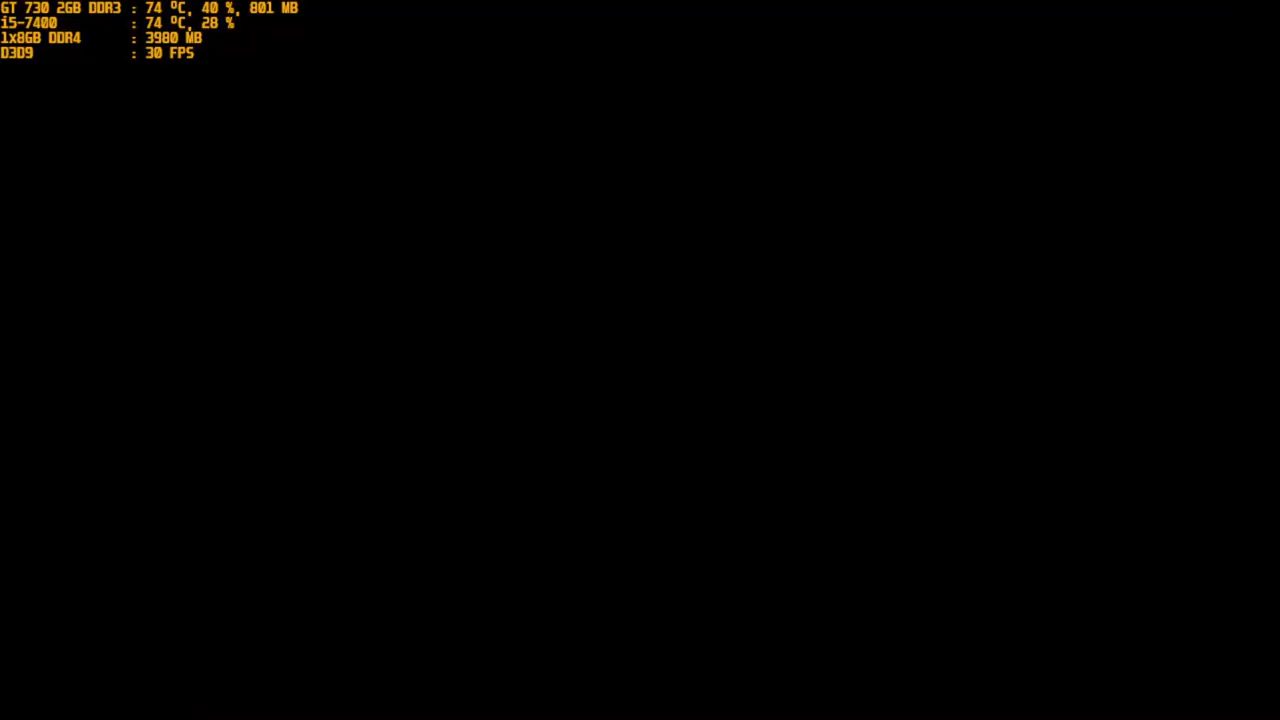 GT 730 2GB DDR3 : 74 ºC, 40 %, 801 MB
i5-7400 : 74 ºC, 28 %
1x8GB DDR4 : 3980 MB
D3D9 : 30 FPS